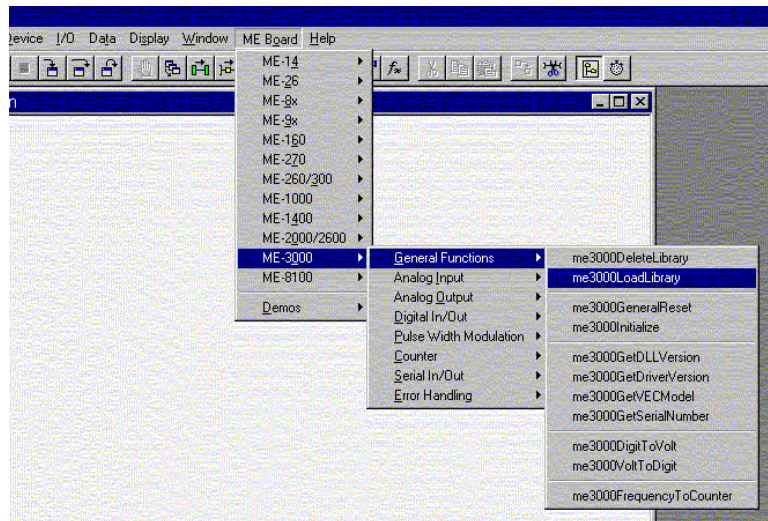 Device I/O Data Display Window ME Board Help
ME-14
ME-26
ME-8x
ME-9x
ME-160
ME-270
ME-260/300
ME-1000
ME-1400
ME-2000/2600
ME-3000
ME-8100
Demos
General Functions
Analog Input
Analog Output
Digital In/Out
Pulse Width Modulation
Counter
Serial In/Out
Error Handling
me3000DeleteLibrary
me3000LoadLibrary
me3000GeneralReset
me3000Initialize
me3000GetDLLVersion
me3000GetDriverVersion
me3000GetVECModel
me3000GetSerialNumber
me3000DigitToVolt
me3000VoltToDigit
me3000FrequencyToCounter